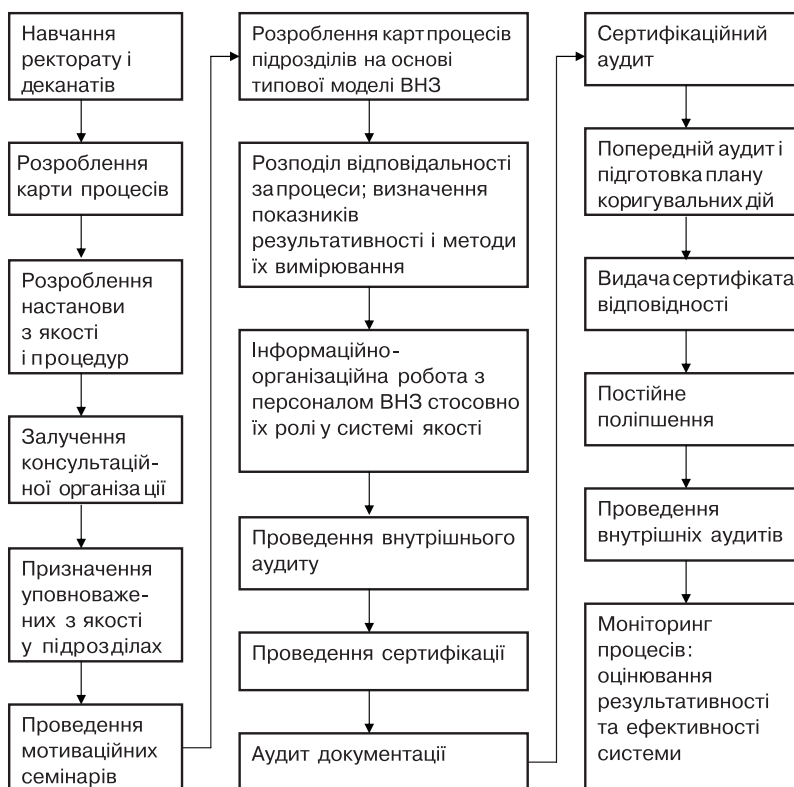 Навчання
ректорату і
деканатів
Розроблення
карти процесів
Розроблення
настанови
з якості
і процедур
Залучення
консультацій-
ної організації
Призначення
уповноваже-
них з якості
у підрозділах
Проведення
мотиваційних
семінарів
Розроблення карт процесів
підрозділів на основі
типової моделі ВНЗ
Розподіл відповідальності
за процеси; визначення
показників
результативності і методи
їх вимірювання
Інформаційно-
організаційна робота з
персоналом ВНЗ стосовно
їх ролі у системі якості
Проведення внутрішнього
аудиту
Проведення сертифікації
Аудит документації
Сертифікаційний
аудит
Попередній аудит і
підготовка плану
коригувальних дій
Видача сертифіката
відповідності
Постійне
поліпшення
Проведення
внутрішніх аудитів
Моніторинг
процесів:
оцінювання
результативності
та ефективності
системи